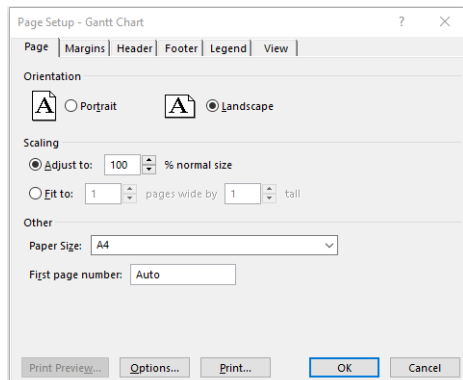 Page Setup - Gantt Chart ?
Page Margins Header Footer Legend View
Orientation
A Portrait A Landscape
Scaling
Adjust to: 100 % normal size
Fit to: 1 pages wide by 1 tall
Other
Paper Size: A4
First page number: Auto
Print Preview... Options... Print... OK Cancel